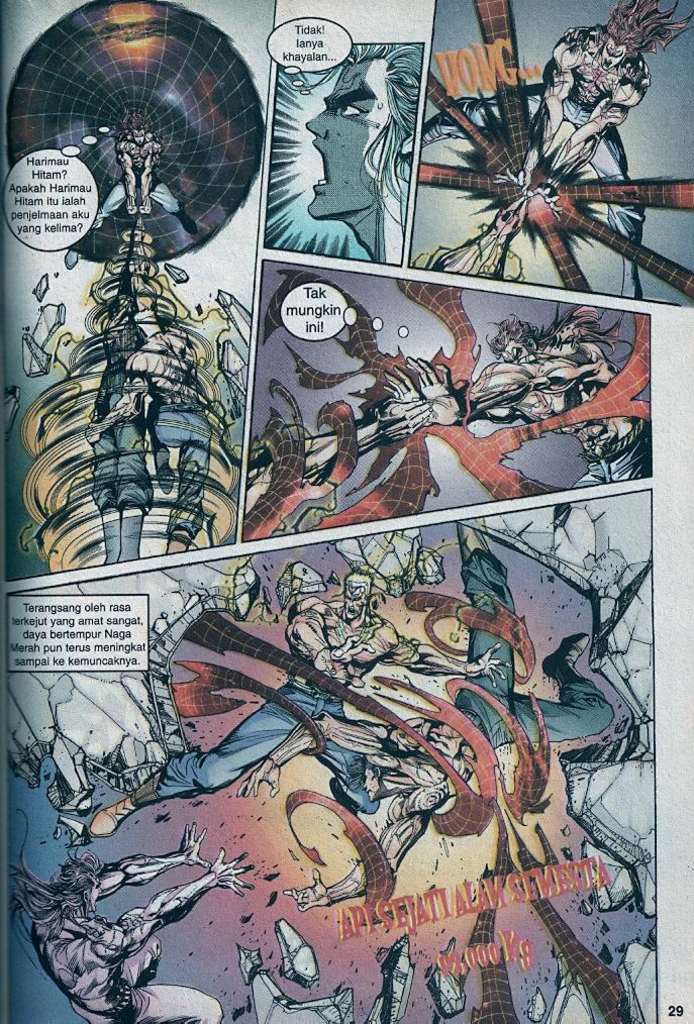 Harimau
Hitam?
Apakah Harimau
Hitam itu ialah
penjelmaan aku
yang kelima?
Tidak!
Ianya
khayalan...
WONG...
Tak
mungkin
ini!
Terangsang oleh rasa
terkejut yang amat sangat,
daya bertempur Naga
Merah pun terus meningkat
sampai ke kemuncaknya.
API SEJATI ALAM SEMESTA
Kg
29